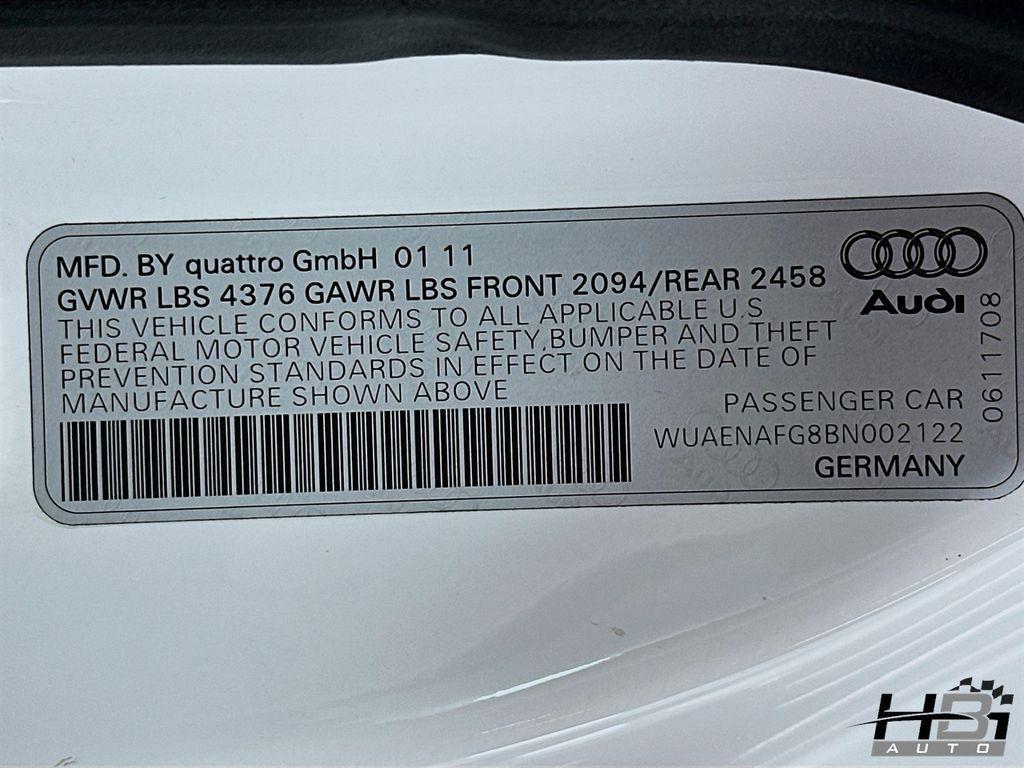 MFD. BY quattro GmbH 01 11
GVWR LBS 4376 GAWR LBS FRONT 2094/REAR 2458
THIS VEHICLE CONFORMS TO ALL APPLICABLE U.S
FEDERAL MOTOR VEHICLE SAFETY,BUMPER AND THEFT
PREVENTION STANDARDS IN EFFECT ON THE DATE OF
MANUFACTURE SHOWN ABOVE
PASSENGER CAR
WUAENAFG8BN002122
GERMANY
Audi
0611708
HBI
AUTO